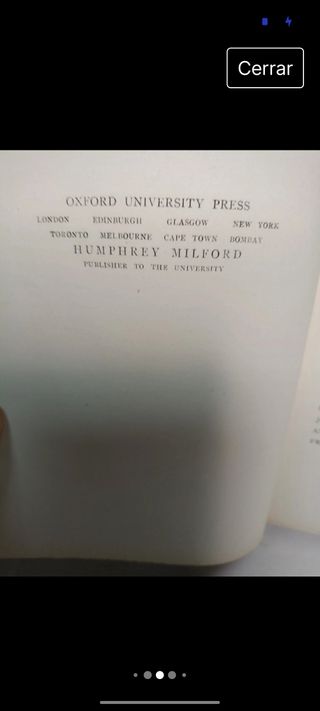 Cerrar
OXFORD UNIVERSITY PRESS
LONDON EDINBURGH GLASGOW NEW YORK
TORONTO MELBOURNE CAPE TOWN BOMBAY
HUMPHREY MILFORD
PUBLISHER TO THE UNIVERSITY